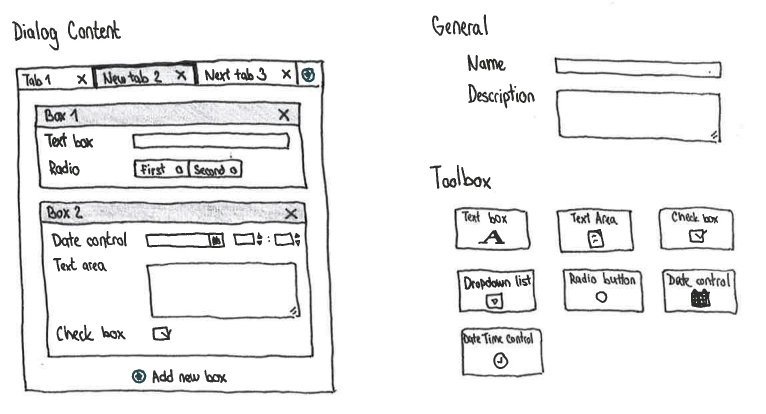 Dialog Content
Tab 1 X New tab 2 X Next tab 3 X
Box 1 X
Text box
Radio First Second
Box 2 X
Date control :
Text area
Check box
Add new box
General
Name
Description
Toolbox
Text box Text Area Check box
A
Dropdown list Radio button Date control
Date Time Control